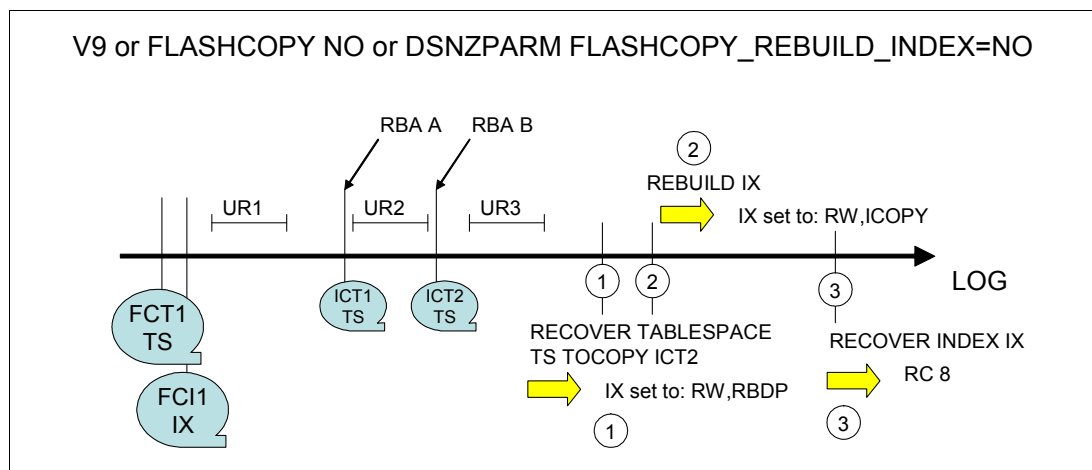 V9 or FLASHCOPY NO or DSNZPARM FLASHCOPY_REBUILD_INDEX=NO
RBA A
RBA B
2
REBUILD IX
IX set to: RW,ICOPY
UR1
UR2
UR3
LOG
1
2
3
FCT1
TS
ICT1
TS
ICT2
TS
FCI1
IX
RECOVER TABLESPACE
TS TOCOPY ICT2
IX set to: RW,RBDP
1
RECOVER INDEX IX
RC 8
3